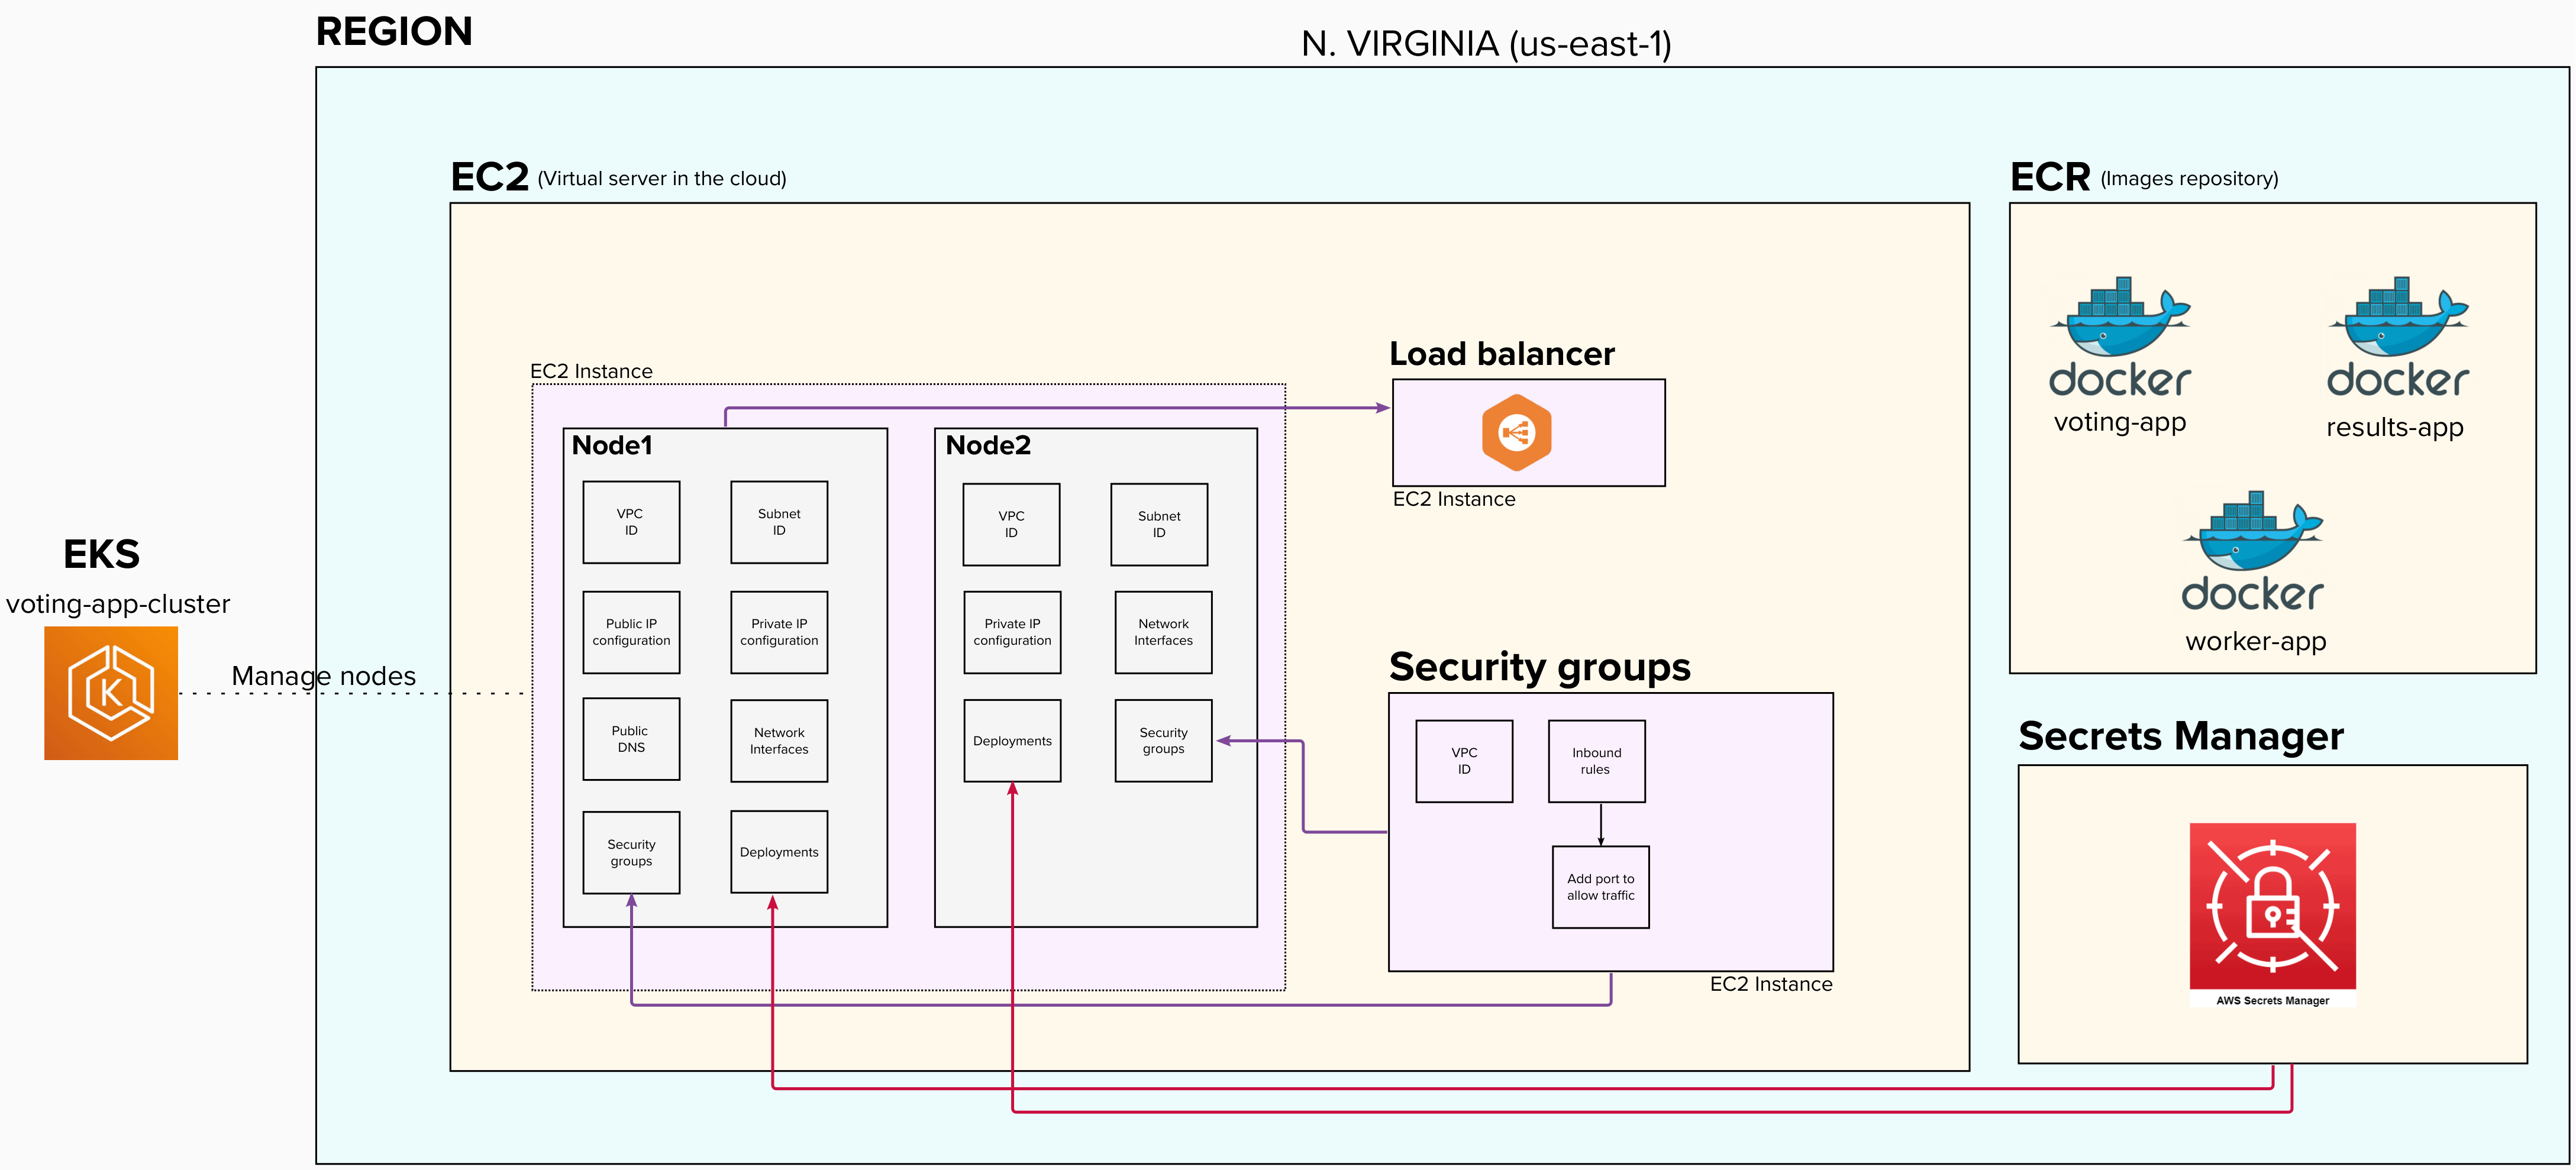 REGION
N. VIRGINIA (us-east-1)
EC2 (Virtual server in the cloud)
ECR (Images repository)
docker
voting-app
docker
results-app
docker
worker-app
EKS
voting-app-cluster
Manage nodes
EC2 Instance
Node1
VPC
ID
Subnet
ID
Public IP
configuration
Private IP
configuration
Public
DNS
Network
Interfaces
Security
groups
Deployments
Node2
VPC
ID
Subnet
ID
Private IP
configuration
Network
Interfaces
Deployments
Security
groups
Load balancer
EC2 Instance
Security groups
VPC
ID
Inbound
rules
Add port to
allow traffic
EC2 Instance
Secrets Manager
AWS Secrets Manager